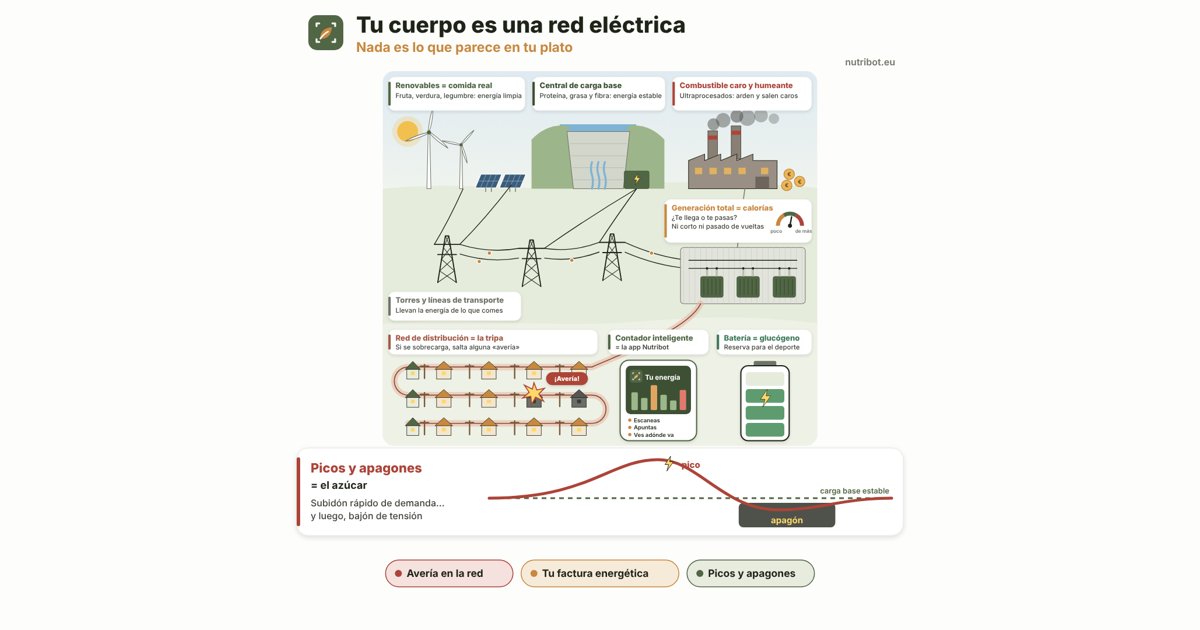 Tu cuerpo es una red eléctrica
Nada es lo que parece en tu plato
nutribot.eu
Renovables = comida real
Fruta, verdura, legumbre: energía limpia
Central de carga base
Proteína, grasa y fibra: energía estable
Combustible caro y humeante
Ultraprocesados: arden y salen caros
€
€
€
Generación total = calorías
¿Te llega o te pasas?
Ni corto ni pasado de vueltas
poco
de más
Torres y líneas de transporte
Llevan la energía de lo que comes
Red de distribución = la tripa
Si se sobrecarga, salta alguna «avería»
Contador inteligente
= la app Nutribot
Batería = glucógeno
Reserva para el deporte
¡Avería!
Tu energía
Escaneas
Apuntas
Ves adónde va
Picos y apagones
= el azúcar
Subidón rápido de demanda...
y luego, bajón de tensión
pico
carga base estable
apagón
Avería en la red
Tu factura energética
Picos y apagones